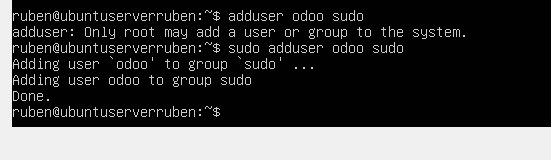 ruben@ubuntuserverruben:~$ adduser odoo sudo
adduser: Only root may add a user or group to the system.
ruben@ubuntuserverruben:~$ sudo adduser odoo sudo
Adding user `odoo' to group `sudo' ...
Adding user odoo to group sudo
Done.
ruben@ubuntuserverruben:~$